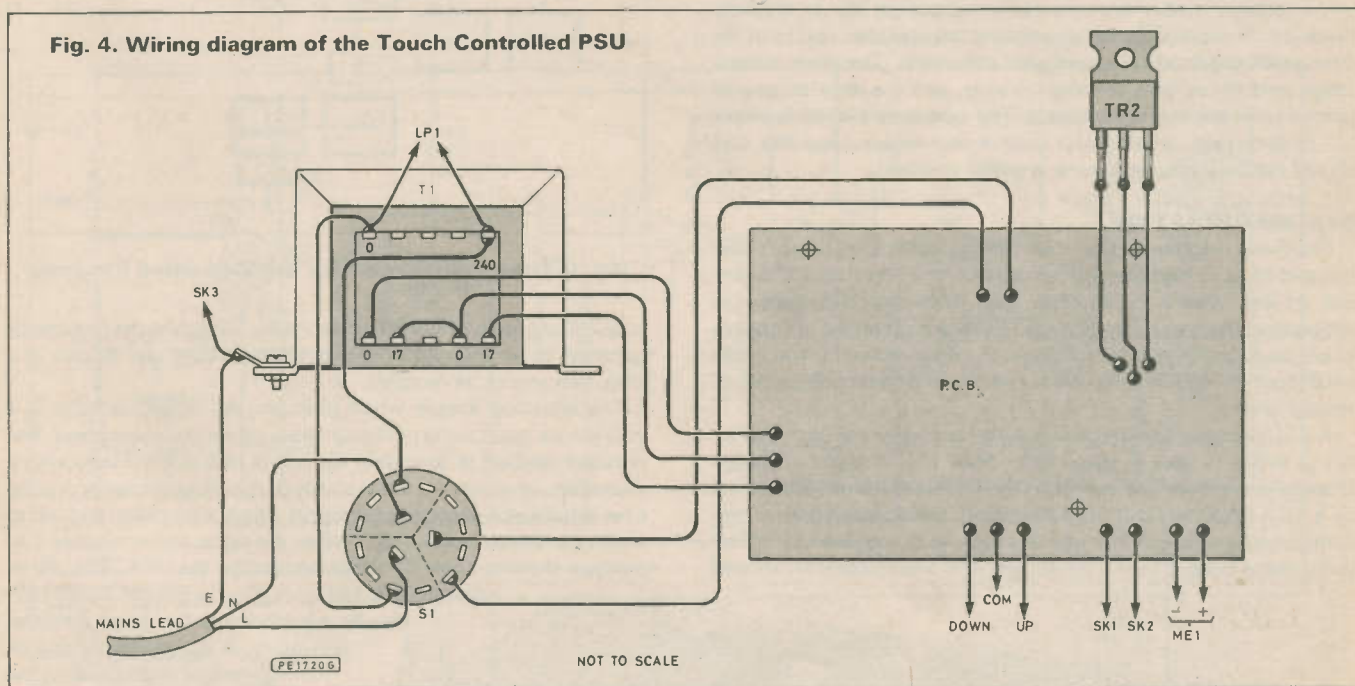 Fig. 4. Wiring diagram of the Touch Controlled PSU
TR2
LP1
T1
0
240
SK3
0 17 0 17
P.C.B.
S1
E N L
MAINS LEAD
DOWN COM UP SK1 SK2 - +
ME1
PE1720G
NOT TO SCALE